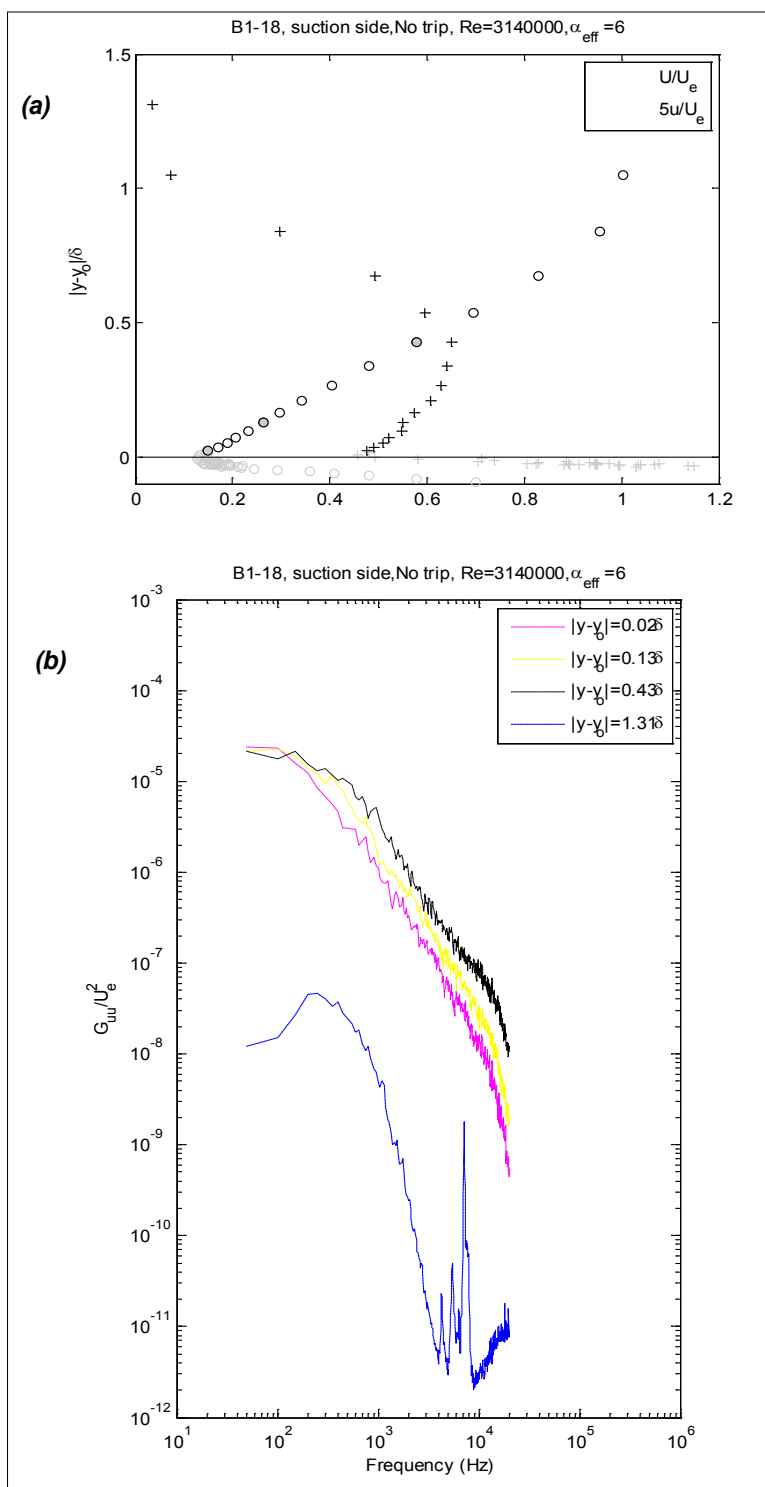 B1-18, suction side,No trip, Re=3140000,α_eff =6
(a)
1.5
1
0.5
0
|y-y_o|/δ
U/U_e
5u/U_e
0 0.2 0.4 0.6 0.8 1 1.2
B1-18, suction side,No trip, Re=3140000,α_eff =6
(b)
10^-3
10^-4
10^-5
10^-6
10^-7
10^-8
10^-9
10^-10
10^-11
10^-12
G_uu/U_e^2
|y-y_o|=0.02δ
|y-y_o|=0.13δ
|y-y_o|=0.43δ
|y-y_o|=1.31δ
10^1 10^2 10^3 10^4 10^5 10^6
Frequency (Hz)